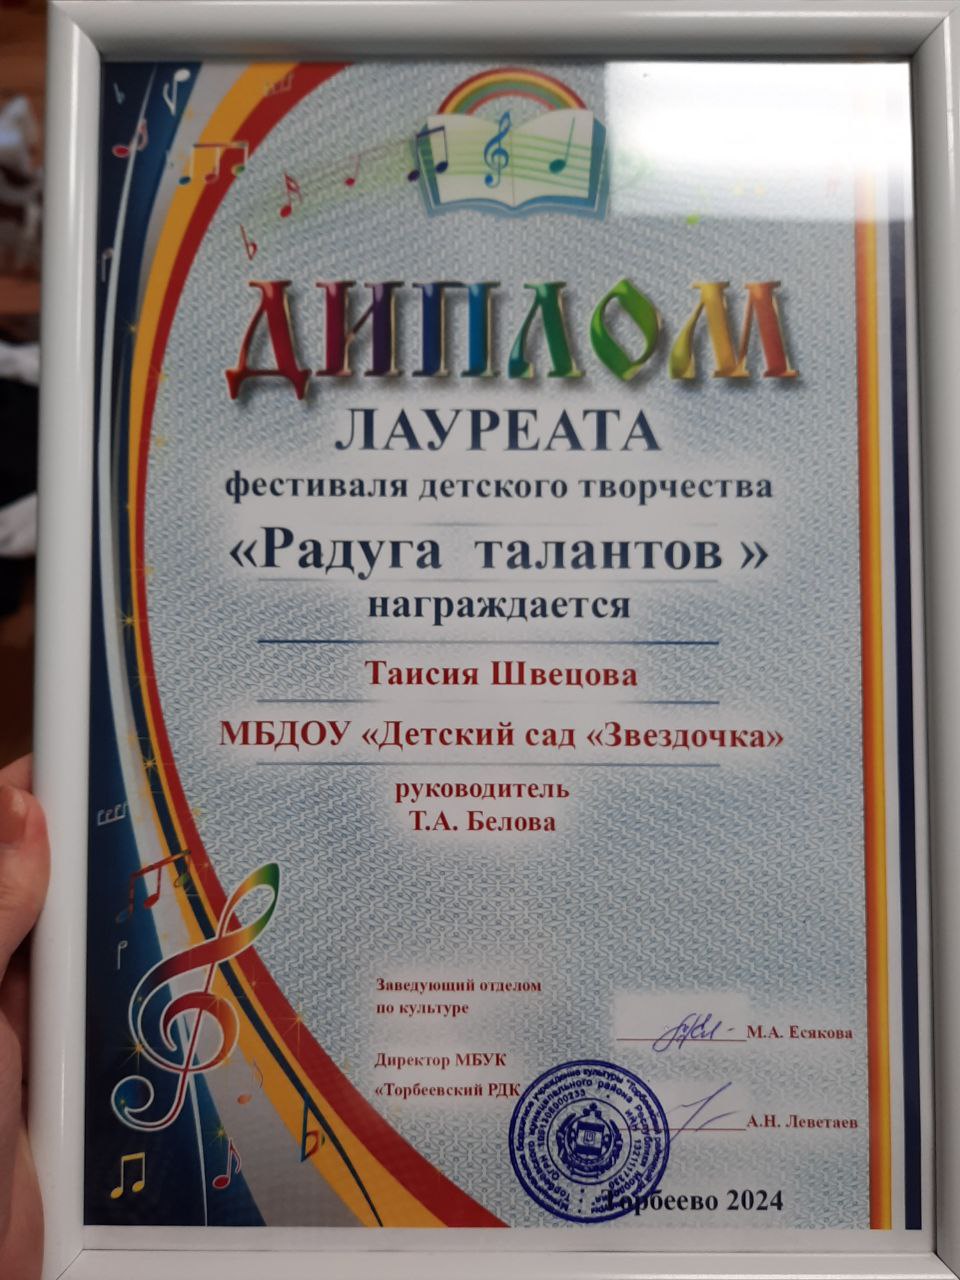 ДИПЛОМ
ЛАУРЕАТА
фестиваля детского творчества
«Радуга талантов »
награждается
Таисия Швецова
МБДОУ «Детский сад «Звездочка»
руководитель
Т.А. Белова
Заведующий отделом
по культуре
М.А. Есякова
Директор МБУК
«Торбеевский РДК
А.Н. Леветаев
Торбеево 2024